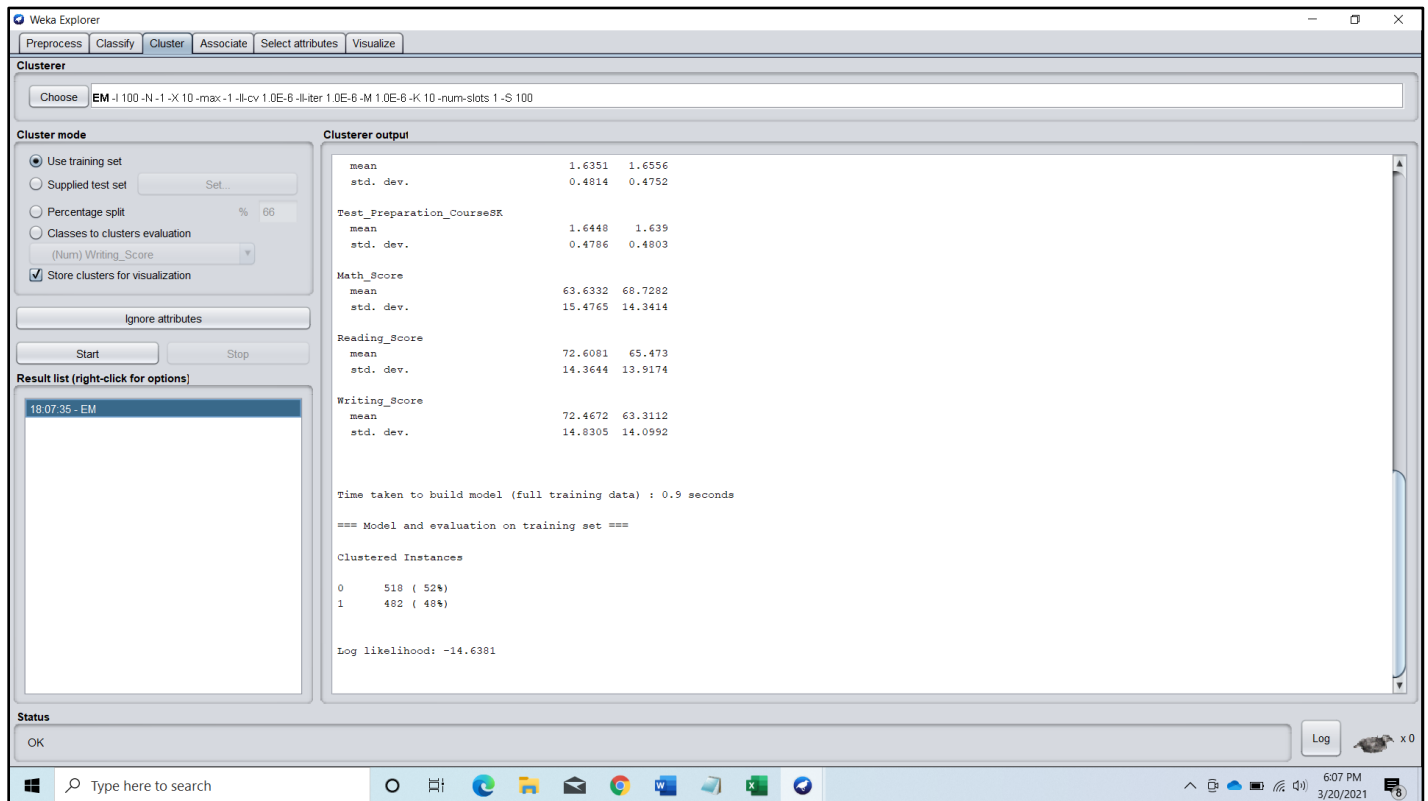 Weka Explorer
Preprocess Classify Cluster Associate Select attributes Visualize
Clusterer
Choose EM -I 100 -N -1 -X 10 -max -1 -ll-cv 1.0E-6 -ll-iter 1.0E-6 -M 1.0E-6 -K 10 -num-slots 1 -S 100
Cluster mode
Use training set
Supplied test set Set...
Percentage split % 66
Classes to clusters evaluation
(Num) Writing_Score
Store clusters for visualization
Ignore attributes
Start Stop
Result list (right-click for options)
18:07:35 - EM
Clusterer output
mean 1.6351 1.6556
std. dev. 0.4814 0.4752
Test_Preparation_CourseSK
mean 1.6448 1.639
std. dev. 0.4786 0.4803
Math_Score
mean 63.6332 68.7282
std. dev. 15.4765 14.3414
Reading_Score
mean 72.6081 65.473
std. dev. 14.3644 13.9174
Writing_Score
mean 72.4672 63.3112
std. dev. 14.8305 14.0992
Time taken to build model (full training data) : 0.9 seconds
=== Model and evaluation on training set ===
Clustered Instances
0 518 ( 52%)
1 482 ( 48%)
Log likelihood: -14.6381
Status
OK
Log x 0
Type here to search
6:07 PM
3/20/2021
8